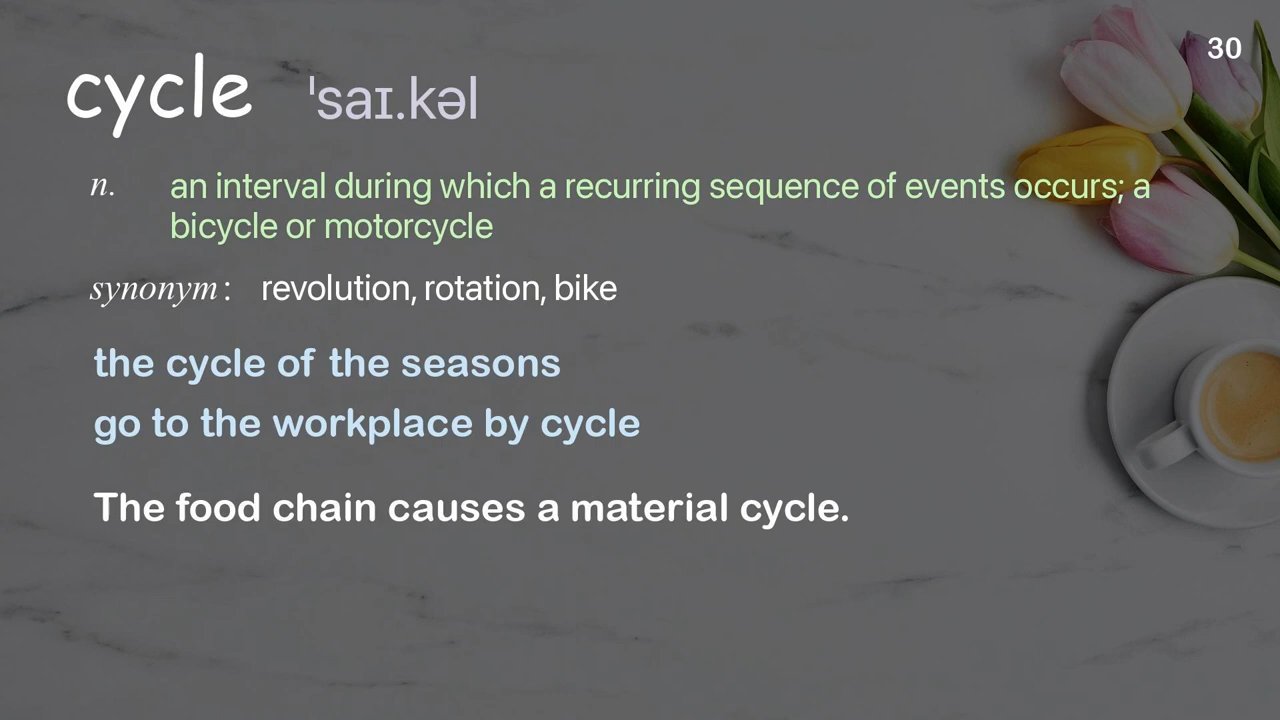 30
cycle ˈsaɪ.kəl
n. an interval during which a recurring sequence of events occurs; a
bicycle or motorcycle
synonym: revolution, rotation, bike
the cycle of the seasons
go to the workplace by cycle
The food chain causes a material cycle.